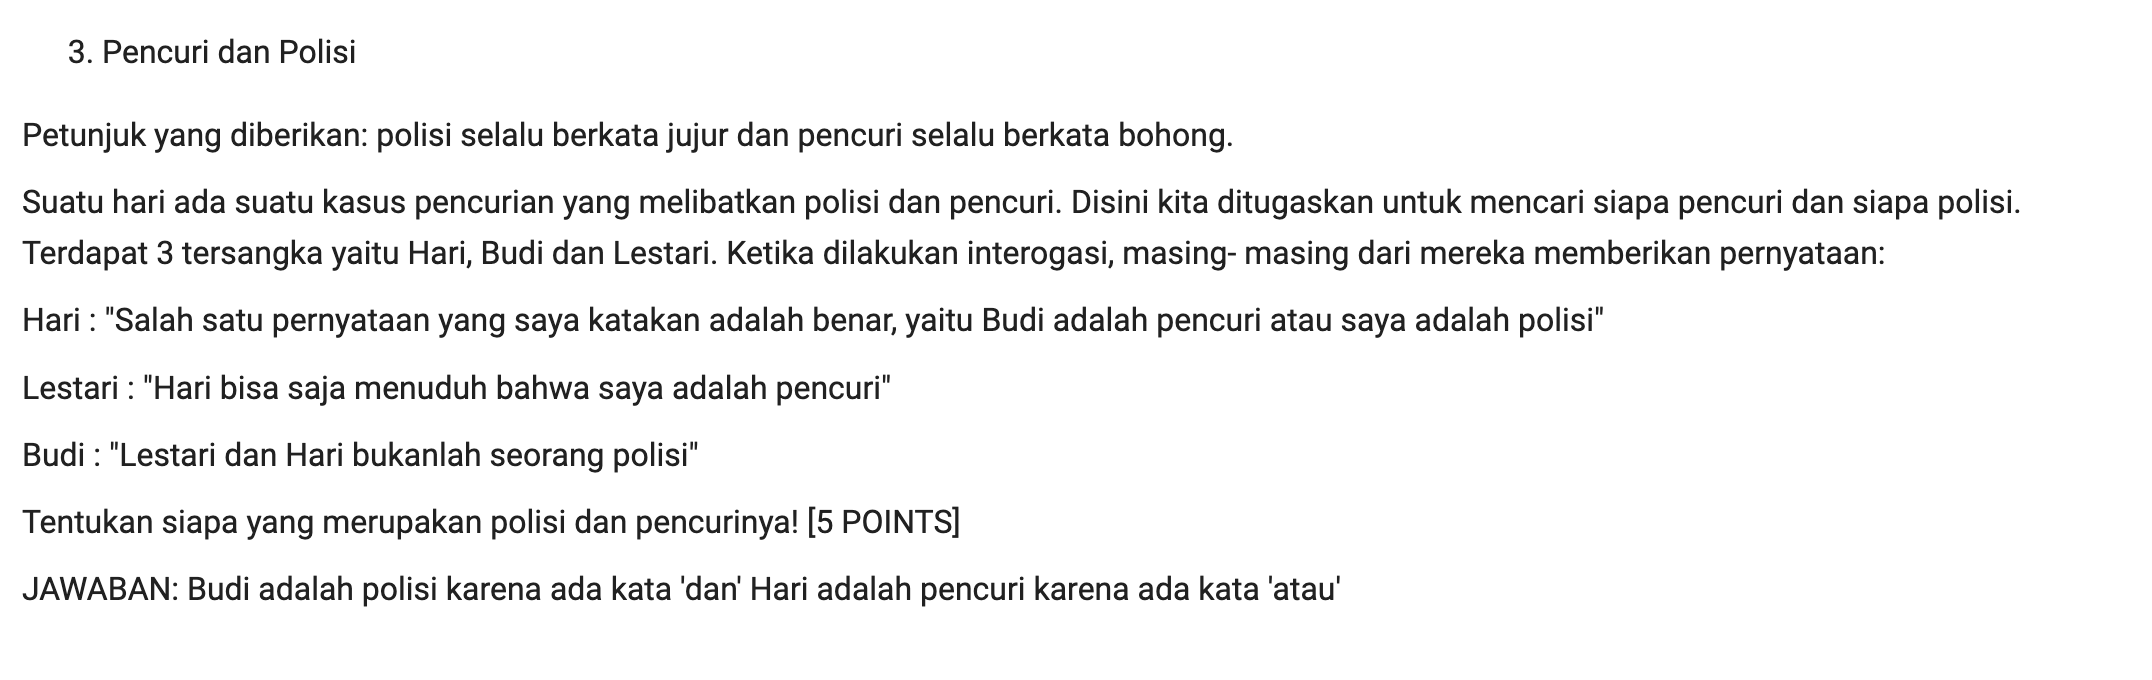 3. Pencuri dan Polisi
Petunjuk yang diberikan: polisi selalu berkata jujur dan pencuri selalu berkata bohong.
Suatu hari ada suatu kasus pencurian yang melibatkan polisi dan pencuri. Disini kita ditugaskan untuk mencari siapa pencuri dan siapa polisi.
Terdapat 3 tersangka yaitu Hari, Budi dan Lestari. Ketika dilakukan interogasi, masing- masing dari mereka memberikan pernyataan:
Hari : "Salah satu pernyataan yang saya katakan adalah benar, yaitu Budi adalah pencuri atau saya adalah polisi"
Lestari : "Hari bisa saja menuduh bahwa saya adalah pencuri"
Budi : "Lestari dan Hari bukanlah seorang polisi"
Tentukan siapa yang merupakan polisi dan pencurinya! [5 POINTS]
JAWABAN: Budi adalah polisi karena ada kata 'dan' Hari adalah pencuri karena ada kata 'atau'